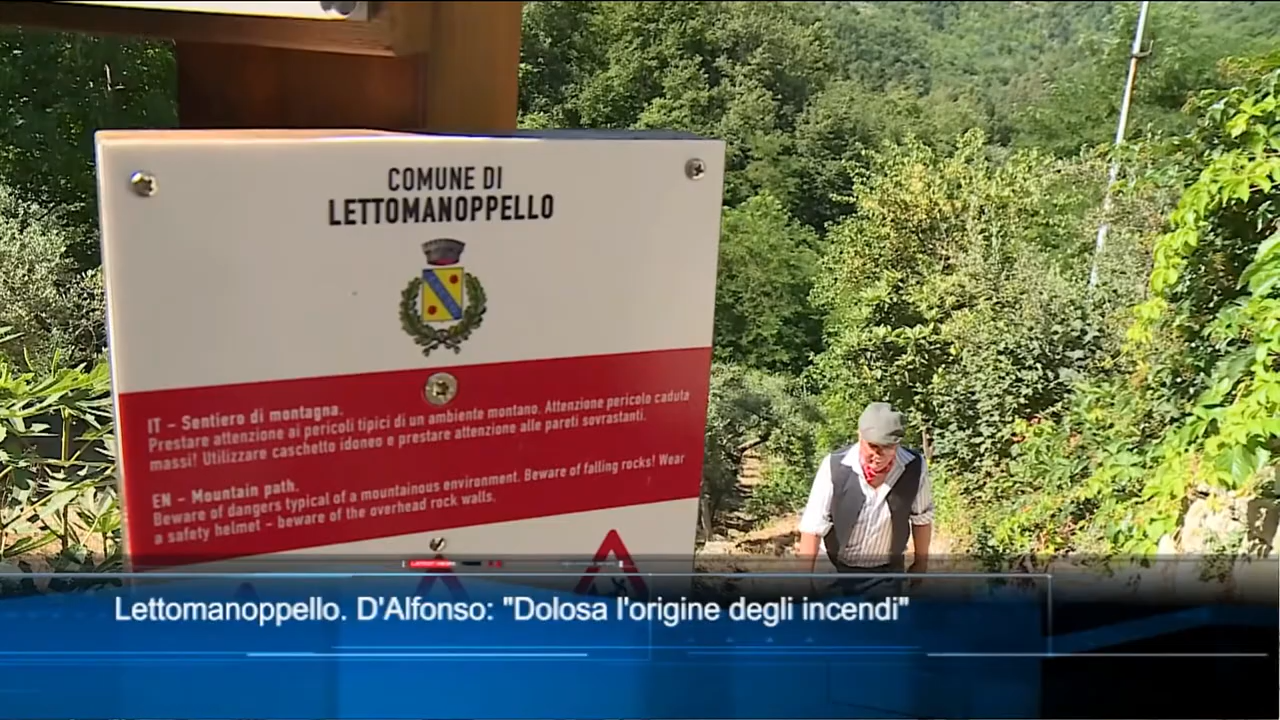 COMUNE DI
LETTOMANOPPELLO
IT – Sentiero di montagna.
Prestare attenzione ai pericoli tipici di un ambiente montano. Attenzione pericolo caduta
massi! Utilizzare caschetto idoneo e prestare attenzione alle pareti sovrastanti.
EN – Mountain path.
Beware of dangers typical of a mountainous environment. Beware of falling rocks! Wear
a safety helmet – beware of the overhead rock walls.
Lettomanoppello. D'Alfonso: "Dolosa l'origine degli incendi"